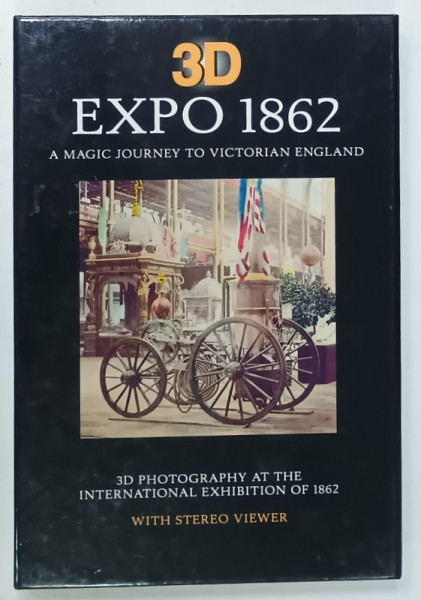 3D
EXPO 1862
A MAGIC JOURNEY TO VICTORIAN ENGLAND
3D PHOTOGRAPHY AT THE
INTERNATIONAL EXHIBITION OF 1862
WITH STEREO VIEWER